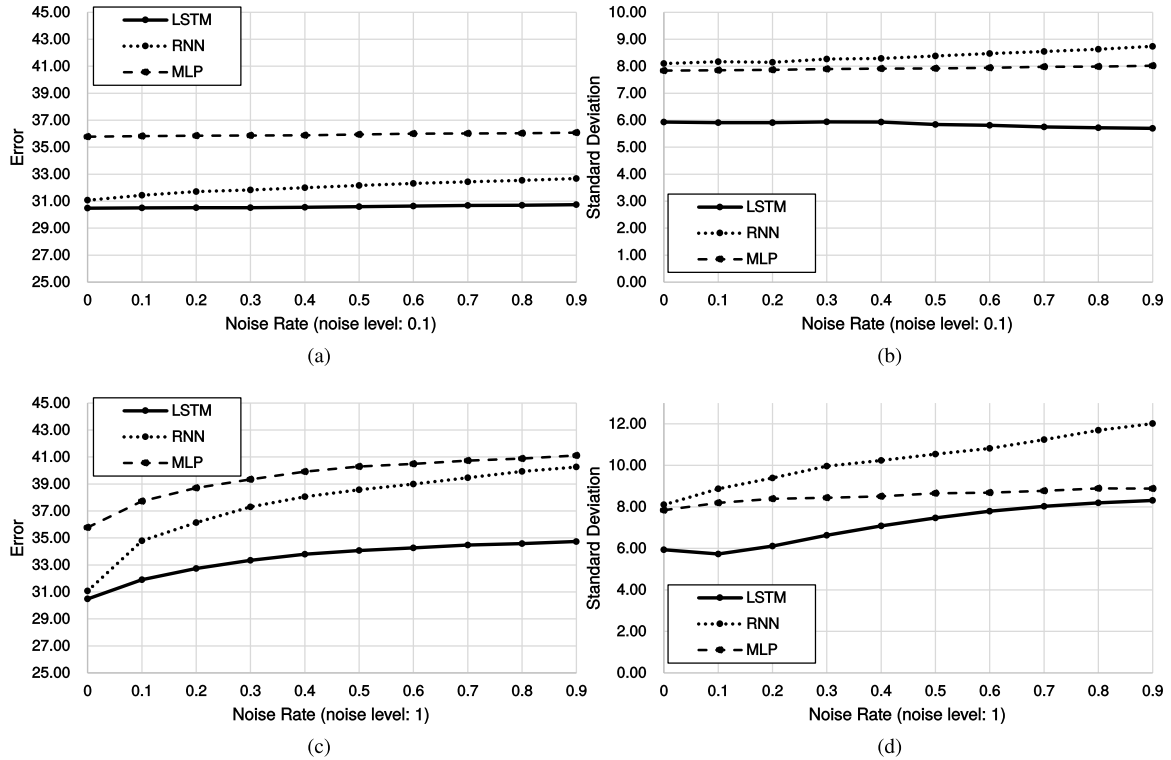 45.00
43.00
41.00
39.00
37.00
35.00
33.00
31.00
29.00
27.00
25.00
Error
LSTM
RNN
MLP
0 0.1 0.2 0.3 0.4 0.5 0.6 0.7 0.8 0.9
Noise Rate (noise level: 0.1)
(a)
10.00
9.00
8.00
7.00
6.00
5.00
4.00
3.00
2.00
1.00
0.00
Standard Deviation
LSTM
RNN
MLP
0 0.1 0.2 0.3 0.4 0.5 0.6 0.7 0.8 0.9
Noise Rate (noise level: 0.1)
(b)
45.00
43.00
41.00
39.00
37.00
35.00
33.00
31.00
29.00
27.00
25.00
Error
LSTM
RNN
MLP
0 0.1 0.2 0.3 0.4 0.5 0.6 0.7 0.8 0.9
Noise Rate (noise level: 1)
(c)
12.00
10.00
8.00
6.00
4.00
2.00
0.00
Standard Deviation
LSTM
RNN
MLP
0 0.1 0.2 0.3 0.4 0.5 0.6 0.7 0.8 0.9
Noise Rate (noise level: 1)
(d)